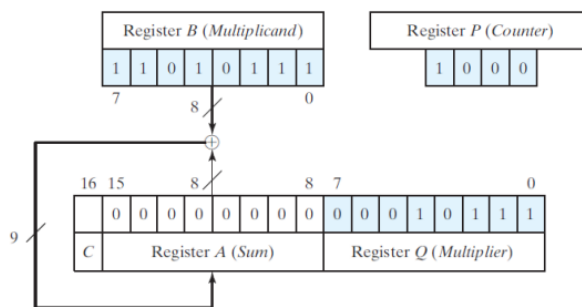 Register B (Multiplicand)
Register P (Counter)
1 1 0 1 0 1 1 1
1 0 0 0
7 8 0
16 15 8 8 7 0
0 0 0 0 0 0 0 0 0 0 0 1 0 1 1 1
9
C Register A (Sum) Register Q (Multiplier)